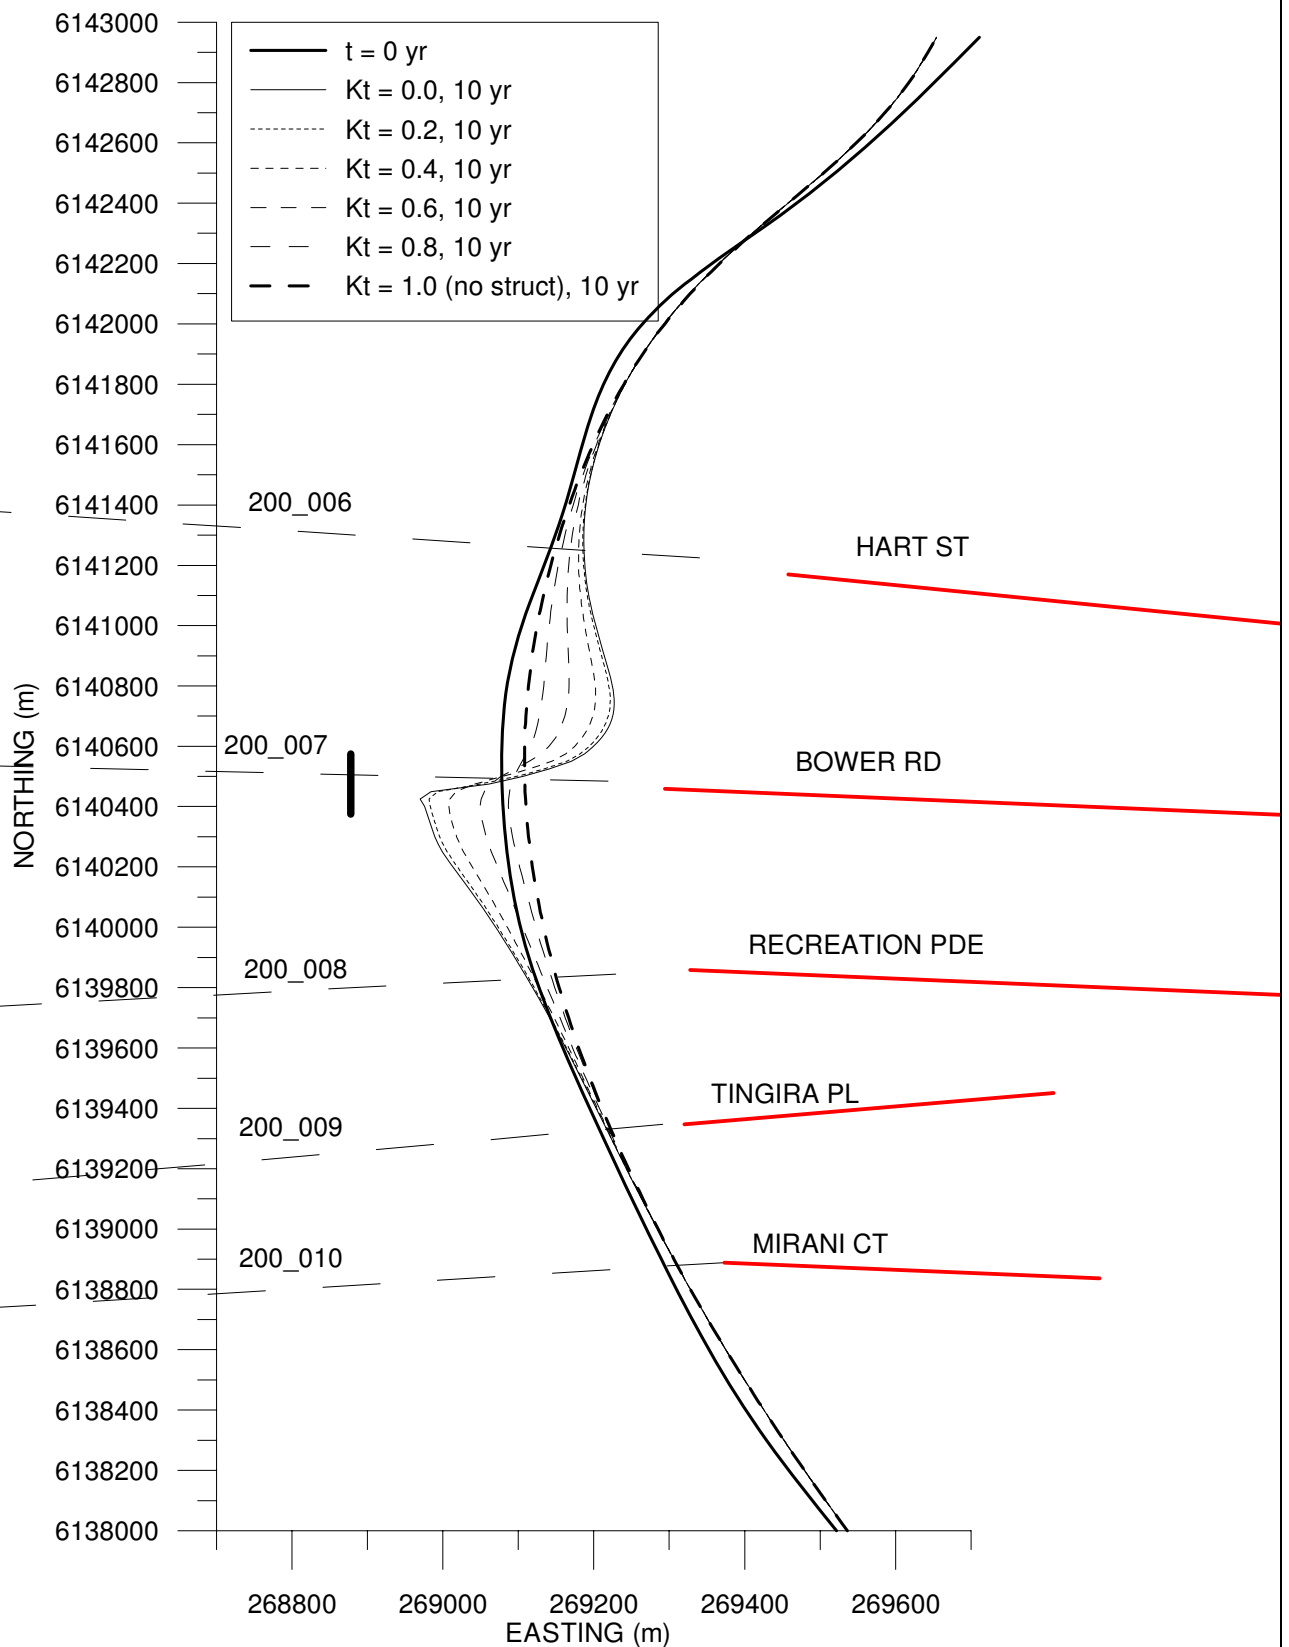 6143000
6142800
6142600
6142400
6142200
6142000
6141800
6141600
6141400
6141200
6141000
6140800
6140600
6140400
6140200
6140000
6139800
6139600
6139400
6139200
6139000
6138800
6138600
6138400
6138200
6138000
NORTHING (m)
t = 0 yr
Kt = 0.0, 10 yr
Kt = 0.2, 10 yr
Kt = 0.4, 10 yr
Kt = 0.6, 10 yr
Kt = 0.8, 10 yr
Kt = 1.0 (no struct), 10 yr
200_006
HART ST
200_007
BOWER RD
200_008
RECREATION PDE
200_009
TINGIRA PL
200_010
MIRANI CT
268800 269000 269200 269400 269600
EASTING (m)